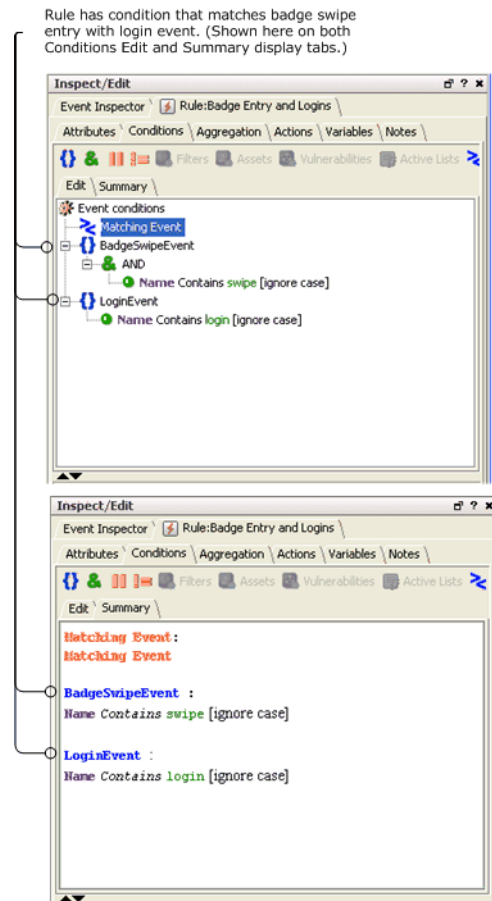 Rule has condition that matches badge swipe
entry with login event. (Shown here on both
Conditions Edit and Summary display tabs.)
Inspect/Edit
Event Inspector Rule:Badge Entry and Logins
Attributes Conditions Aggregation Actions Variables Notes
{} & Filters Assets Vulnerabilities Active Lists
Edit Summary
Event conditions
Matching Event
{} BadgeSwipeEvent
& AND
Name Contains swipe [ignore case]
{} LoginEvent
Name Contains login [ignore case]
Inspect/Edit
Event Inspector Rule:Badge Entry and Logins
Attributes Conditions Aggregation Actions Variables Notes
{} & Filters Assets Vulnerabilities Active Lists
Edit Summary
Matching Event:
Matching Event
BadgeSwipeEvent :
Name Contains swipe [ignore case]
LoginEvent :
Name Contains login [ignore case]